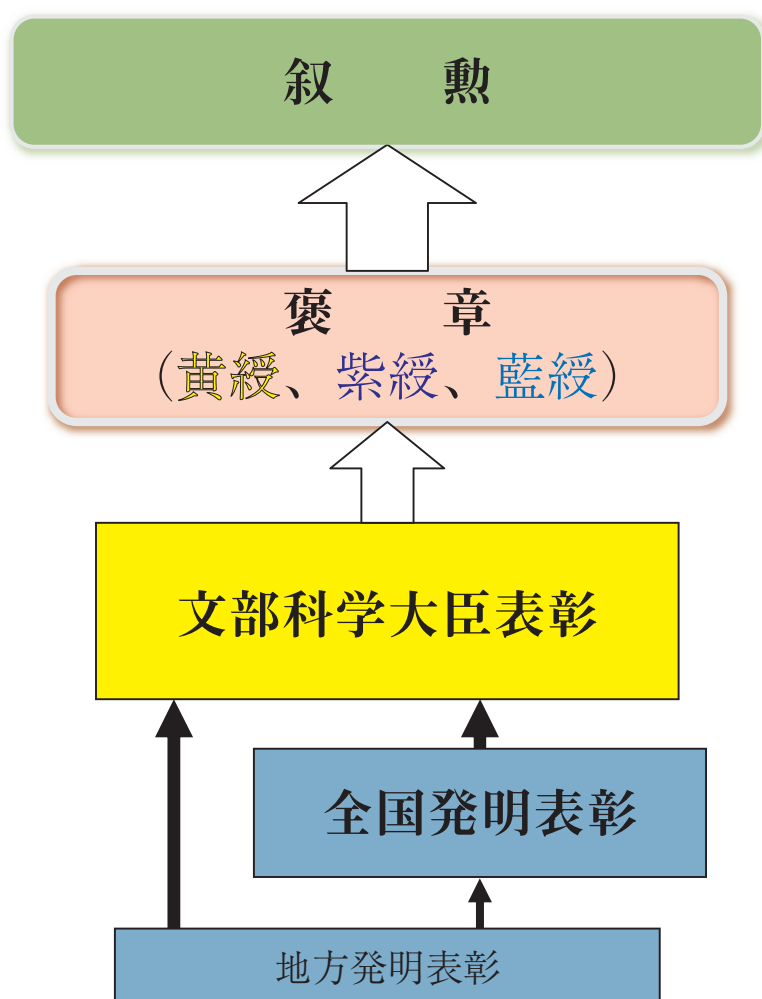 叙　勲
褒　章
（黄綬、紫綬、藍綬）
文部科学大臣表彰
全国発明表彰
地方発明表彰